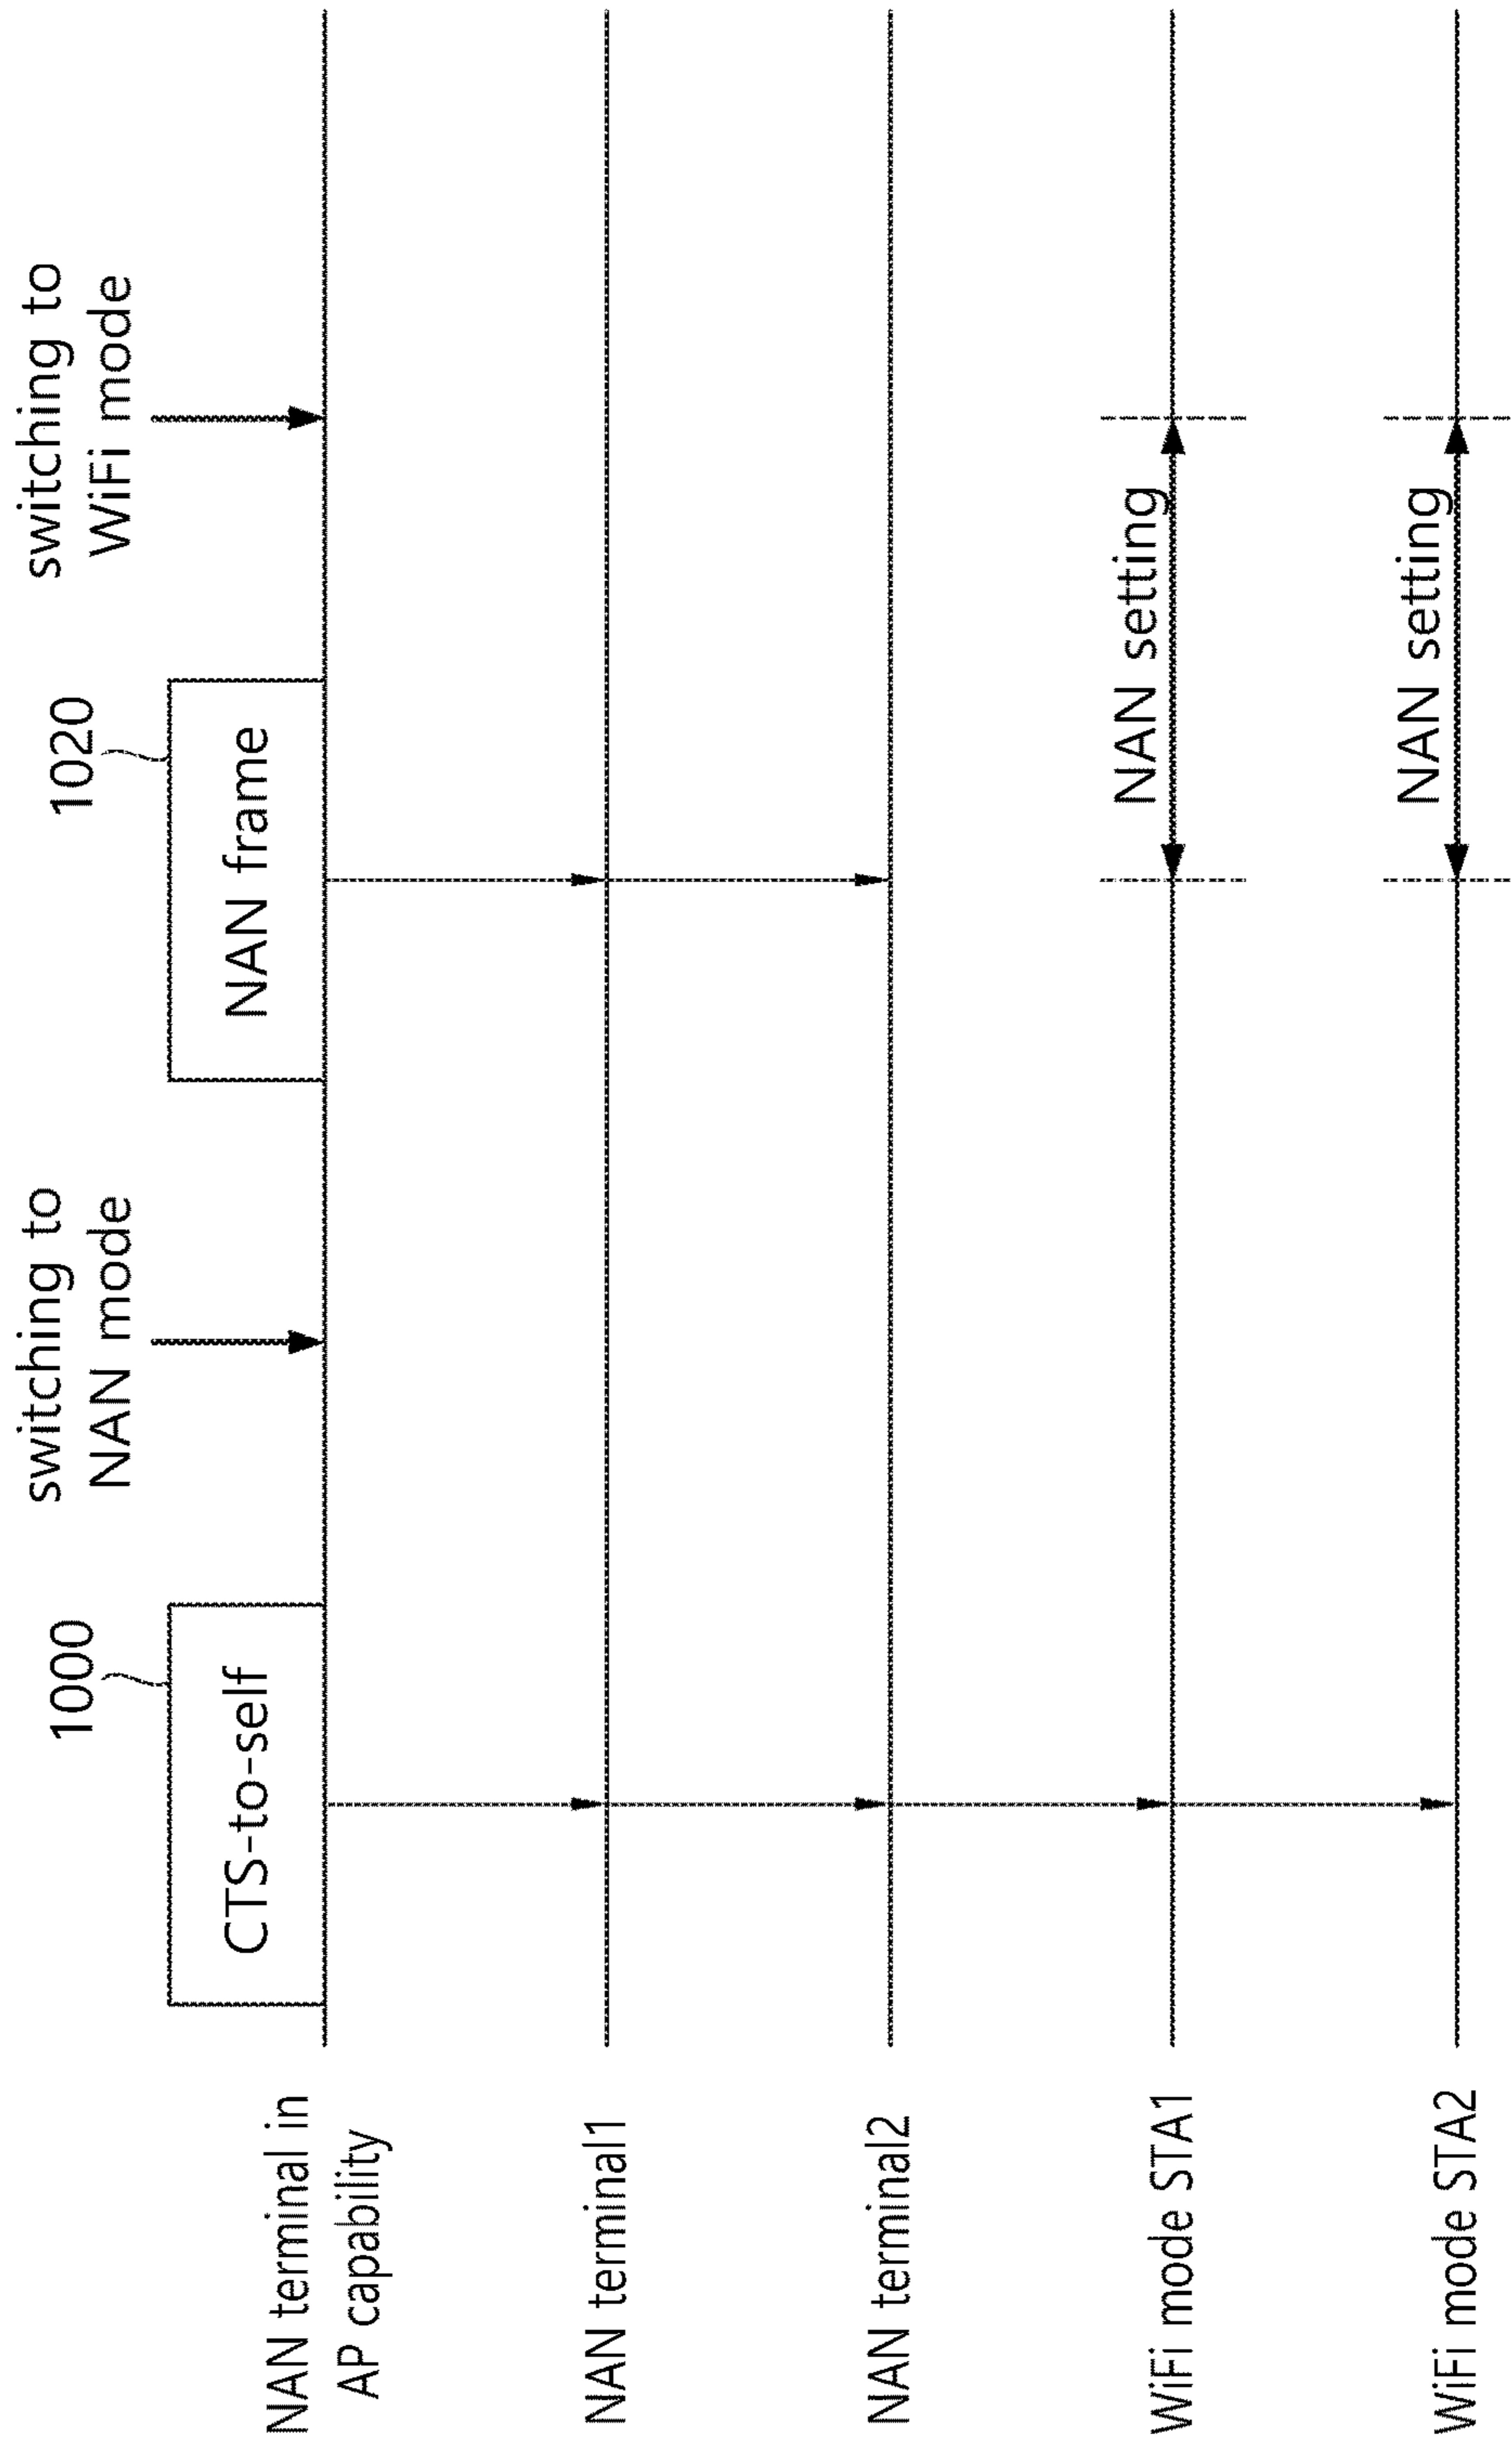 switching to
NAN mode
switching to
WiFi mode
1000
1020
CTS-to-self
NAN frame
NAN terminal in
AP capability
NAN terminal1
NAN terminal2
WiFi mode STA1
NAN setting
WiFi mode STA2
NAN setting